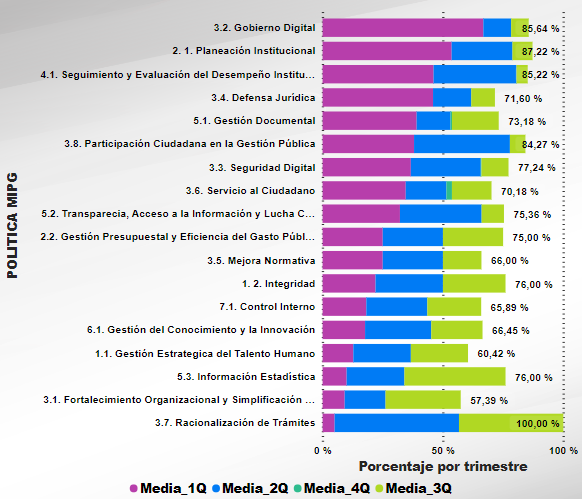 POLITICA MIPG
3.2. Gobierno Digital 85,64 %
2. 1. Planeación Institucional 87,22 %
4.1. Seguimiento y Evaluación del Desempeño Institu... 85,22 %
3.4. Defensa Jurídica 71,60 %
5.1. Gestión Documental 73,18 %
3.8. Participación Ciudadana en la Gestión Pública 84,27 %
3.3. Seguridad Digital 77,24 %
3.6. Servicio al Ciudadano 70,18 %
5.2. Transparecia, Acceso a la Información y Lucha C... 75,36 %
2.2. Gestión Presupuestal y Eficiencia del Gasto Públ... 75,00 %
3.5. Mejora Normativa 66,00 %
1. 2. Integridad 76,00 %
7.1. Control Interno 65,89 %
6.1. Gestión del Conocimiento y la Innovación 66,45 %
1.1. Gestión Estrategica del Talento Humano 60,42 %
5.3. Información Estadística 76,00 %
3.1. Fortalecimiento Organizacional y Simplificación ... 57,39 %
3.7. Racionalización de Trámites 100,00 %
0 % 50 % 100 %
Porcentaje por trimestre
Media_1Q Media_2Q Media_4Q Media_3Q